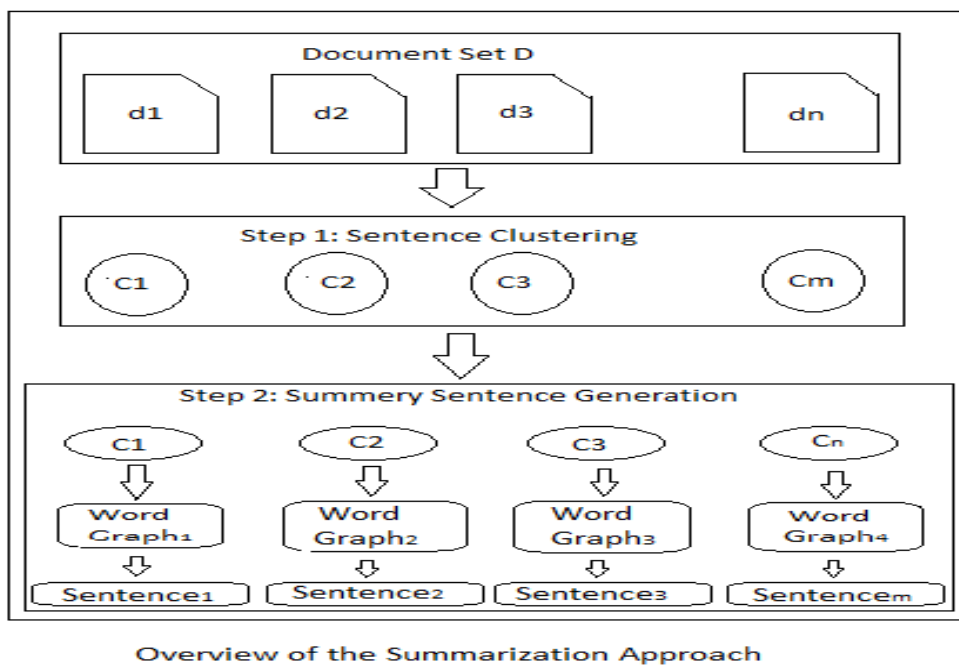 Document Set D
d1 d2 d3 dn
Step 1: Sentence Clustering
C1 C2 C3 Cm
Step 2: Summery Sentence Generation
C1 C2 C3 Cn
Word Graph1
Word Graph2
Word Graph3
Word Graph4
Sentence1 Sentence2 Sentence3 Sentencem
Overview of the Summarization Approach